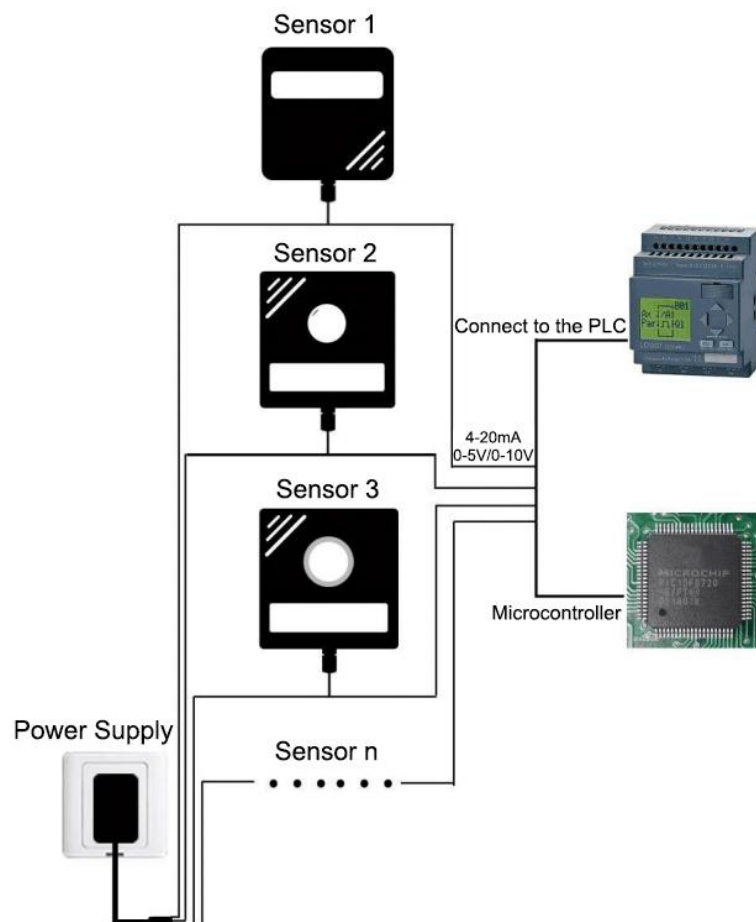 Sensor 1
Sensor 2
Connect to the PLC
4-20mA
0-5V/0-10V
Sensor 3
MICROCHIP
Microcontroller
Power Supply
Sensor n